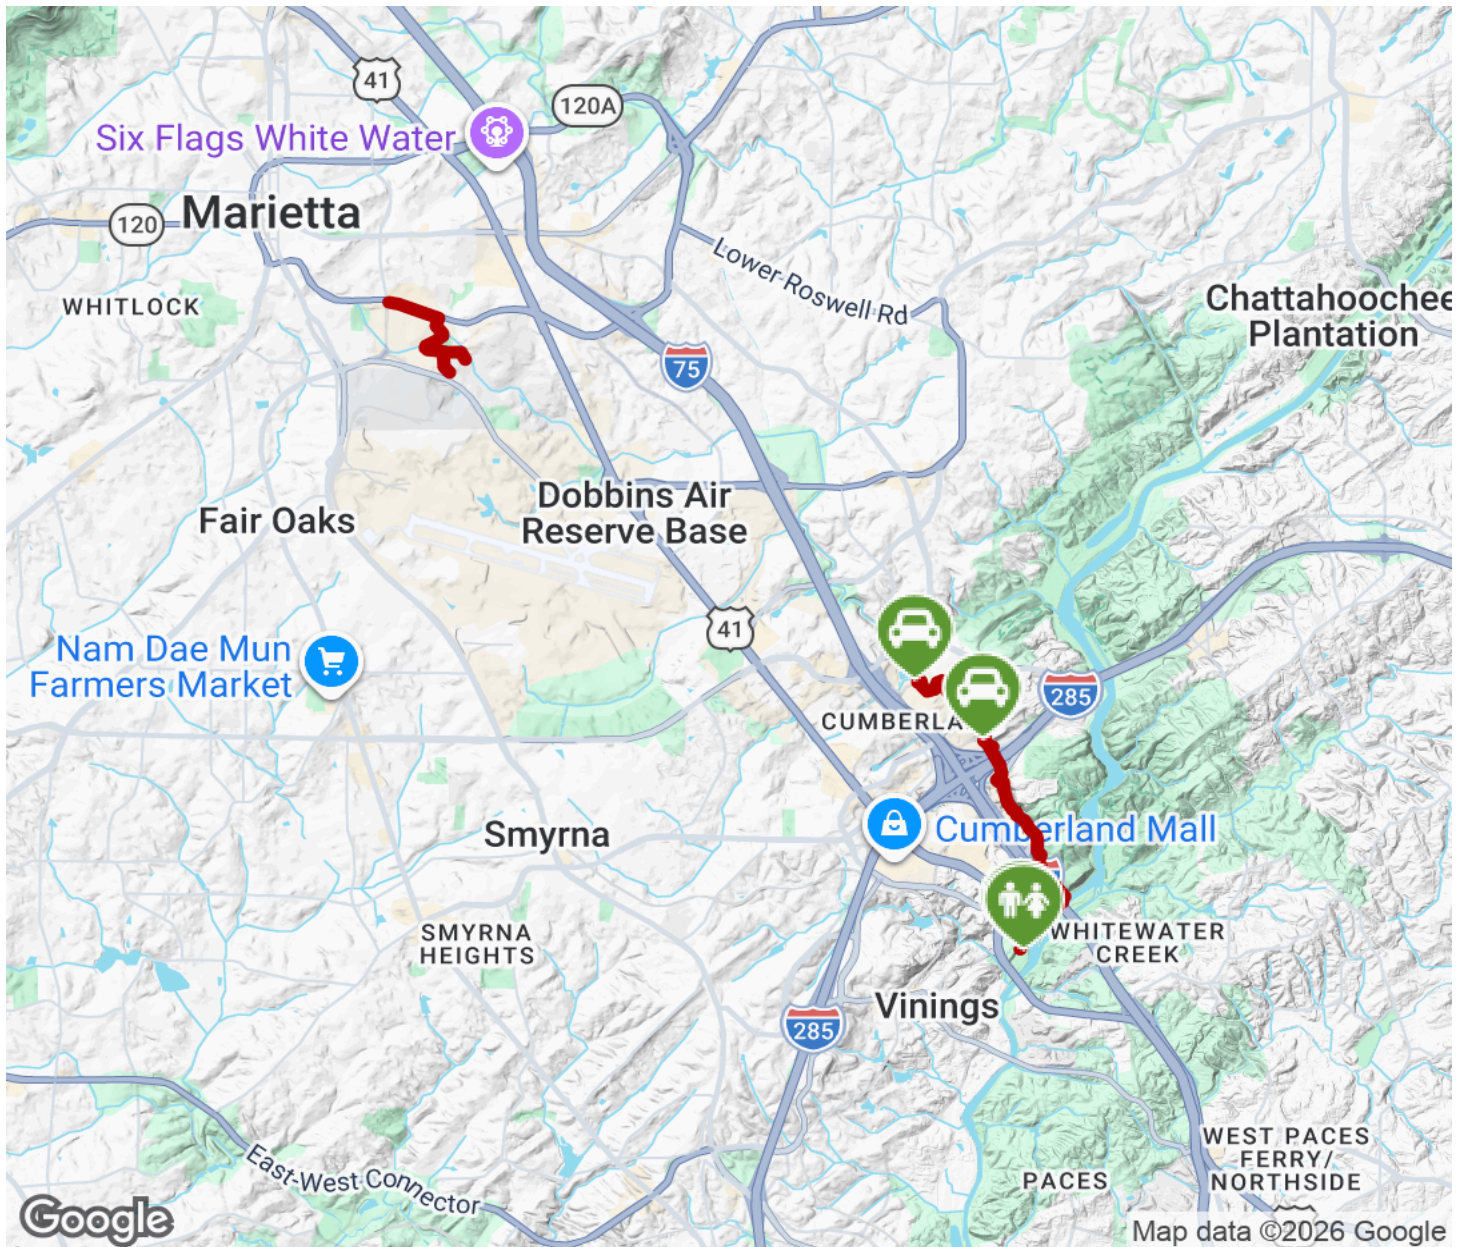 41
120A
Six Flags White Water
120
Marietta
Lower Roswell Rd
WHITLOCK
Chattahoochee
Plantation
75
Dobbins Air
Reserve Base
Fair Oaks
41
Nam Dae Mun
Farmers Market
285
CUMBERLA
Smyrna
Cumberland Mall
SMYRNA
HEIGHTS
WHITEWATER
CREEK
Vinings
285
East-West Connector
WEST PACES
FERRY/
NORTHSIDE
PACES
Google
Map data ©2026 Google